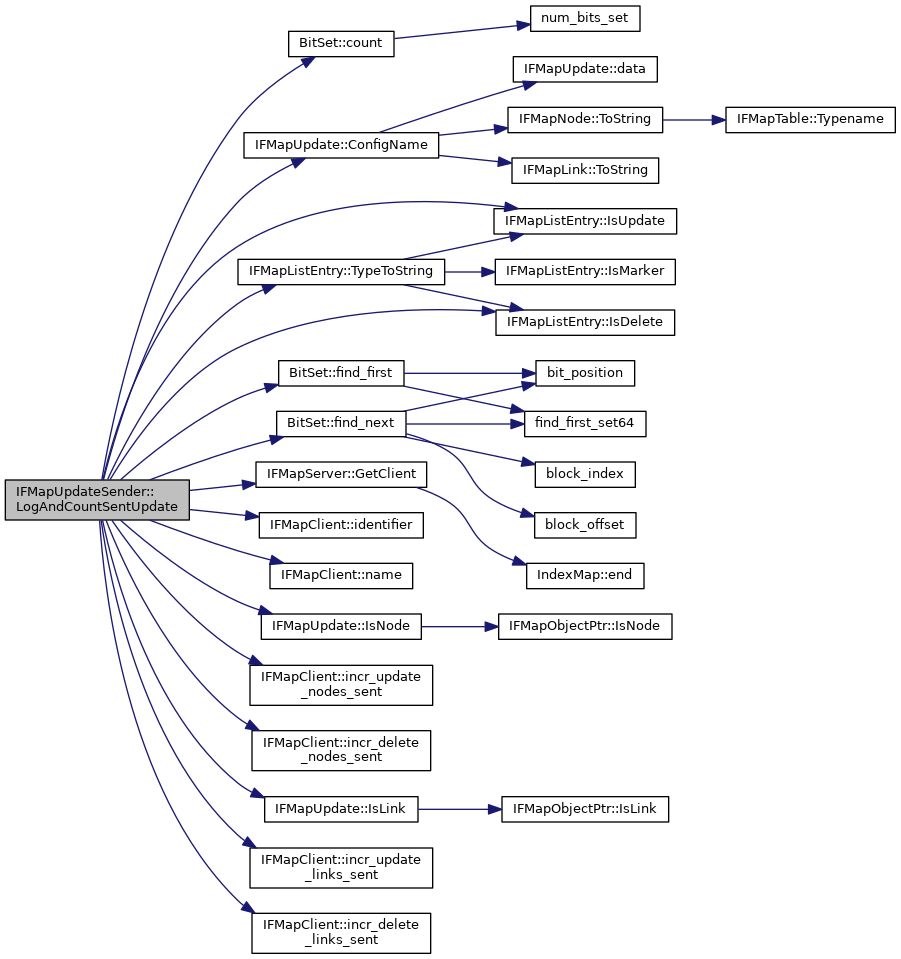 num_bits_set
BitSet::count
IFMapUpdate::data
IFMapNode::ToString
IFMapTable::Typename
IFMapUpdate::ConfigName
IFMapLink::ToString
IFMapListEntry::IsUpdate
IFMapListEntry::TypeToString
IFMapListEntry::IsMarker
IFMapListEntry::IsDelete
BitSet::find_first
bit_position
BitSet::find_next
find_first_set64
IFMapServer::GetClient
block_index
IFMapUpdateSender::
LogAndCountSentUpdate
IFMapClient::identifier
block_offset
IFMapClient::name
IndexMap::end
IFMapUpdate::IsNode
IFMapObjectPtr::IsNode
IFMapClient::incr_update
_nodes_sent
IFMapClient::incr_delete
_nodes_sent
IFMapUpdate::IsLink
IFMapObjectPtr::IsLink
IFMapClient::incr_update
_links_sent
IFMapClient::incr_delete
_links_sent